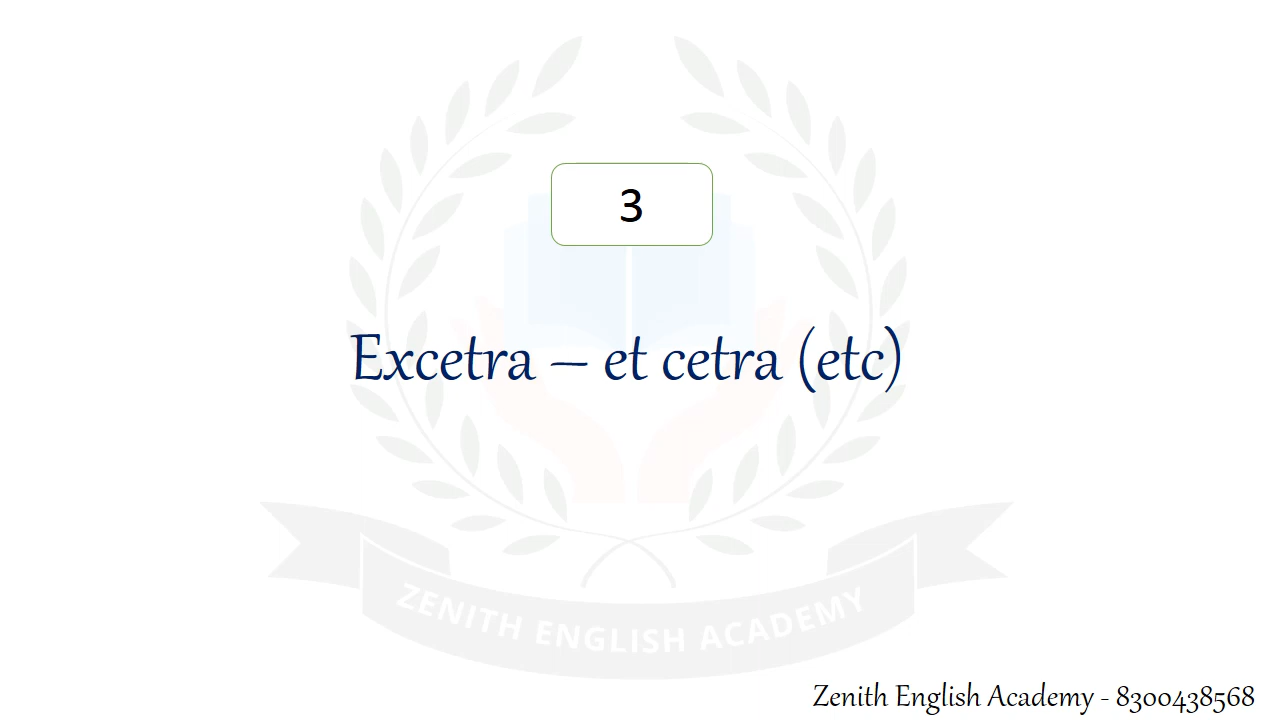 3
Excetra – et cetra (etc)
ZENITH ENGLISH ACADEMY
Zenith English Academy - 8300438568